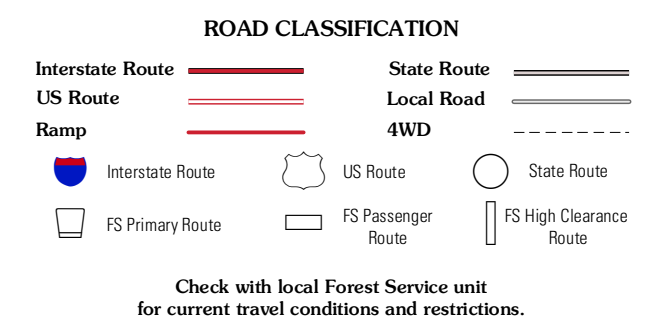 ROAD CLASSIFICATION
Interstate Route
State Route
US Route
Local Road
Ramp
4WD
Interstate Route
US Route
State Route
FS Primary Route
FS Passenger
Route
FS High Clearance
Route
Check with local Forest Service unit
for current travel conditions and restrictions.